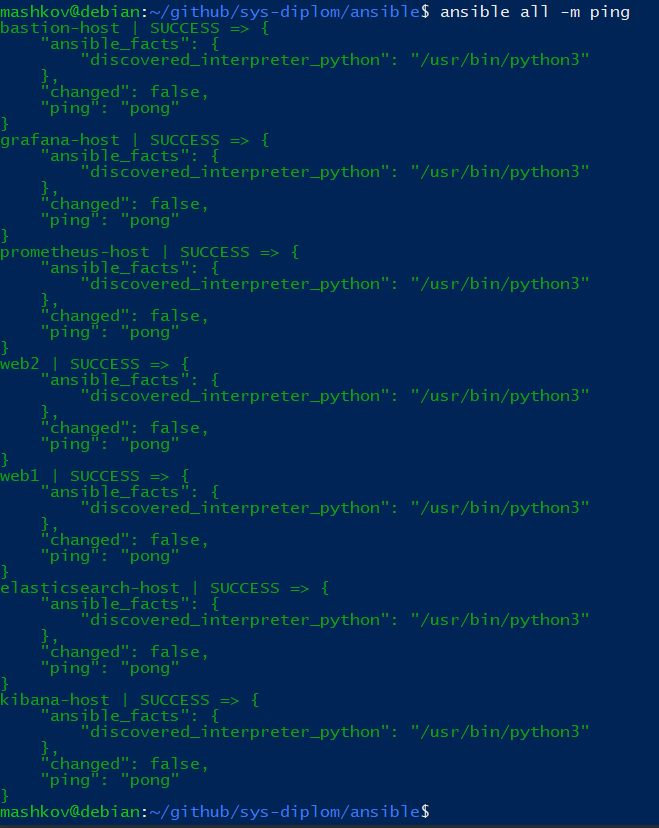 mashkov@debian:~/github/sys-diplom/ansible$ ansible all -m ping
bastion-host | SUCCESS => {
    "ansible_facts": {
        "discovered_interpreter_python": "/usr/bin/python3"
    },
    "changed": false,
    "ping": "pong"
}
grafana-host | SUCCESS => {
    "ansible_facts": {
        "discovered_interpreter_python": "/usr/bin/python3"
    },
    "changed": false,
    "ping": "pong"
}
prometheus-host | SUCCESS => {
    "ansible_facts": {
        "discovered_interpreter_python": "/usr/bin/python3"
    },
    "changed": false,
    "ping": "pong"
}
web2 | SUCCESS => {
    "ansible_facts": {
        "discovered_interpreter_python": "/usr/bin/python3"
    },
    "changed": false,
    "ping": "pong"
}
web1 | SUCCESS => {
    "ansible_facts": {
        "discovered_interpreter_python": "/usr/bin/python3"
    },
    "changed": false,
    "ping": "pong"
}
elasticsearch-host | SUCCESS => {
    "ansible_facts": {
        "discovered_interpreter_python": "/usr/bin/python3"
    },
    "changed": false,
    "ping": "pong"
}
kibana-host | SUCCESS => {
    "ansible_facts": {
        "discovered_interpreter_python": "/usr/bin/python3"
    },
    "changed": false,
    "ping": "pong"
}
mashkov@debian:~/github/sys-diplom/ansible$